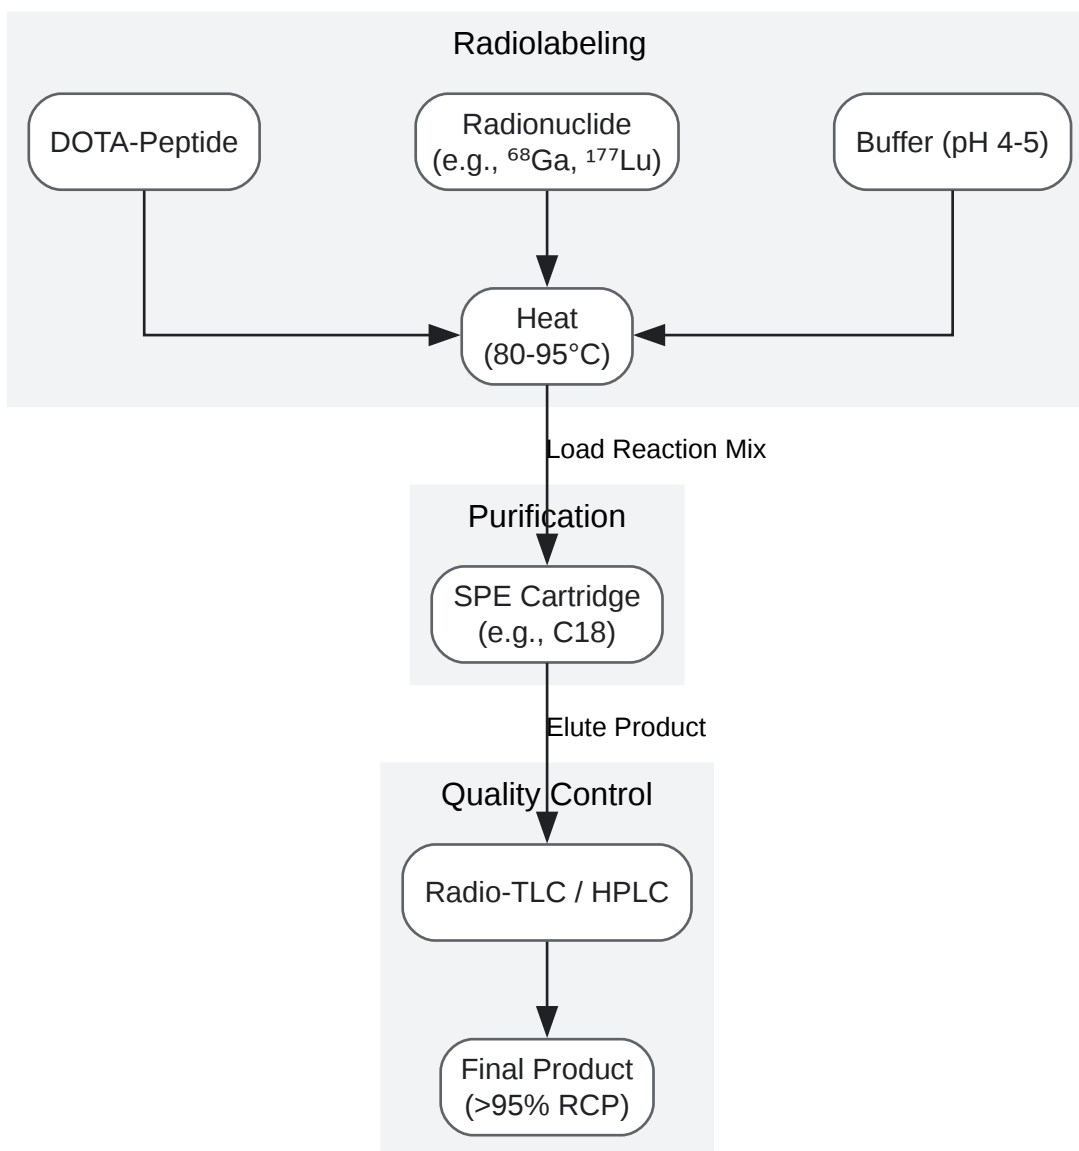 Radiolabeling
DOTA-Peptide
Radionuclide
(e.g., ⁶⁸Ga, ¹⁷⁷Lu)
Buffer (pH 4-5)
Heat
(80-95°C)
Load Reaction Mix
Purification
SPE Cartridge
(e.g., C18)
Elute Product
Quality Control
Radio-TLC / HPLC
Final Product
(>95% RCP)